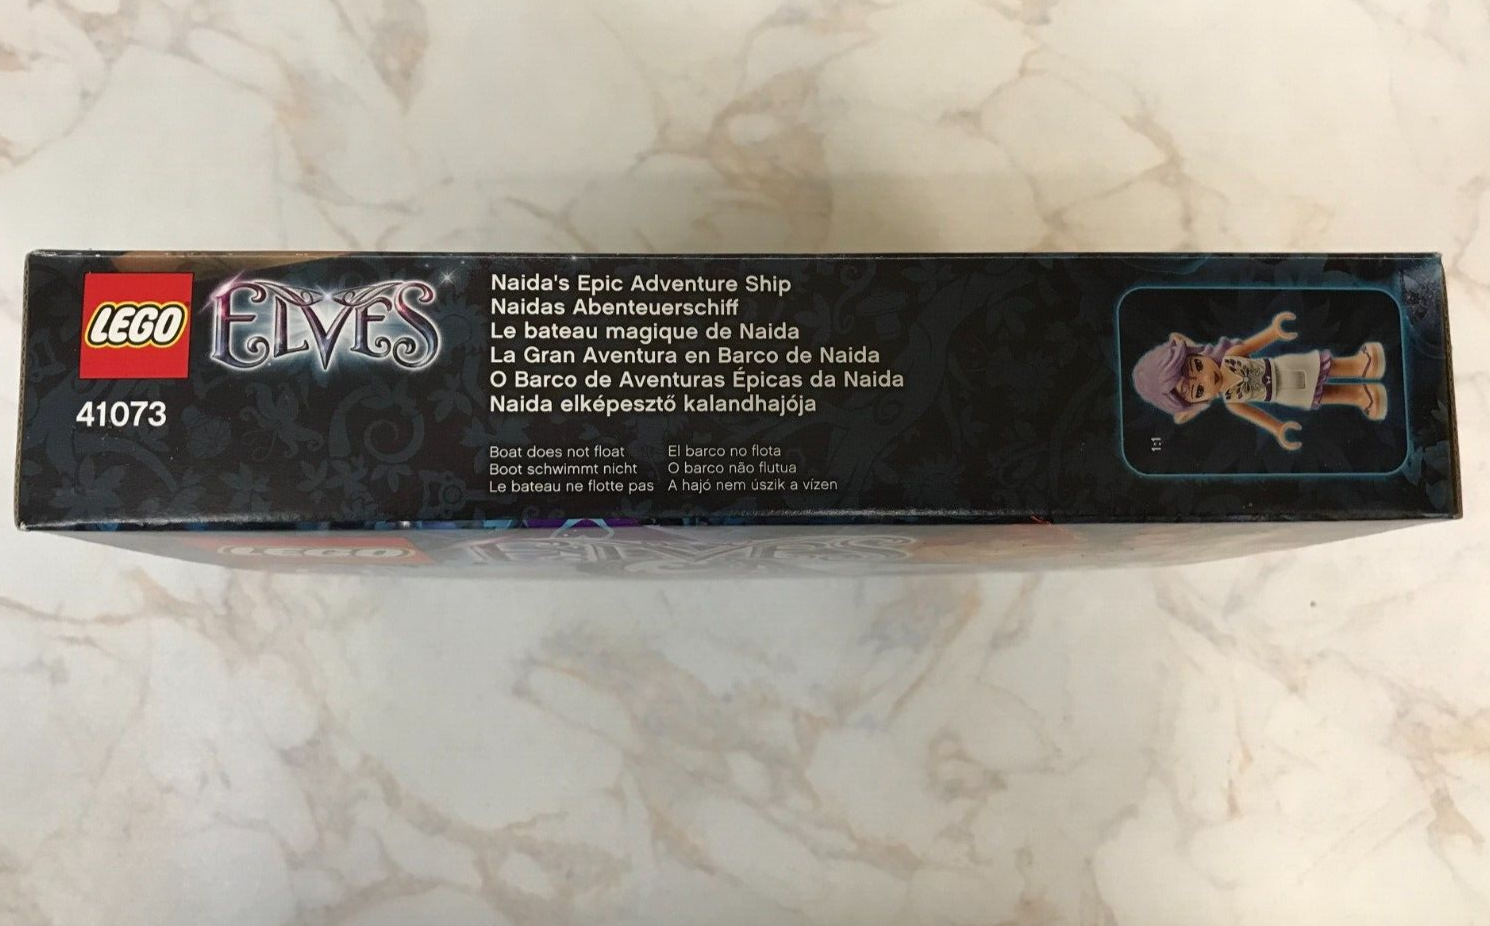 LEGO
ELVES
41073
Naida's Epic Adventure Ship
Naidas Abenteuerschiff
Le bateau magique de Naida
La Gran Aventura en Barco de Naida
O Barco de Aventuras Épicas da Naida
Naida elképesztő kalandhajója
Boat does not float
Boot schwimmt nicht
Le bateau ne flotte pas
El barco no flota
O barco não flutua
A hajó nem úszik a vízen
1:1
LEGO
ELVES